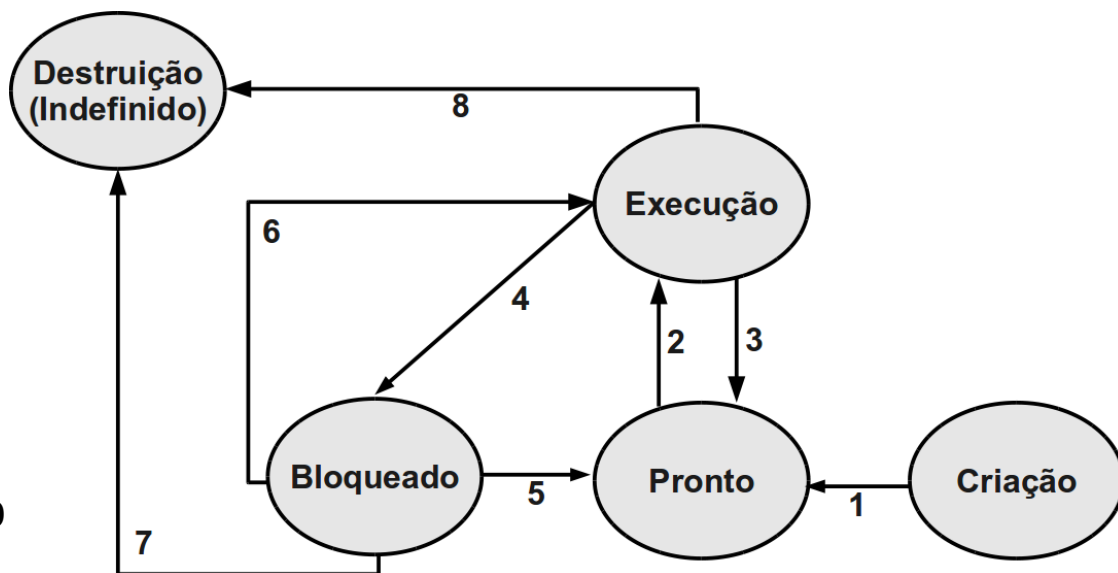 Destruição
(Indefinido)
8
Execução
6
4
2
3
Bloqueado
5
Pronto
1
Criação
7